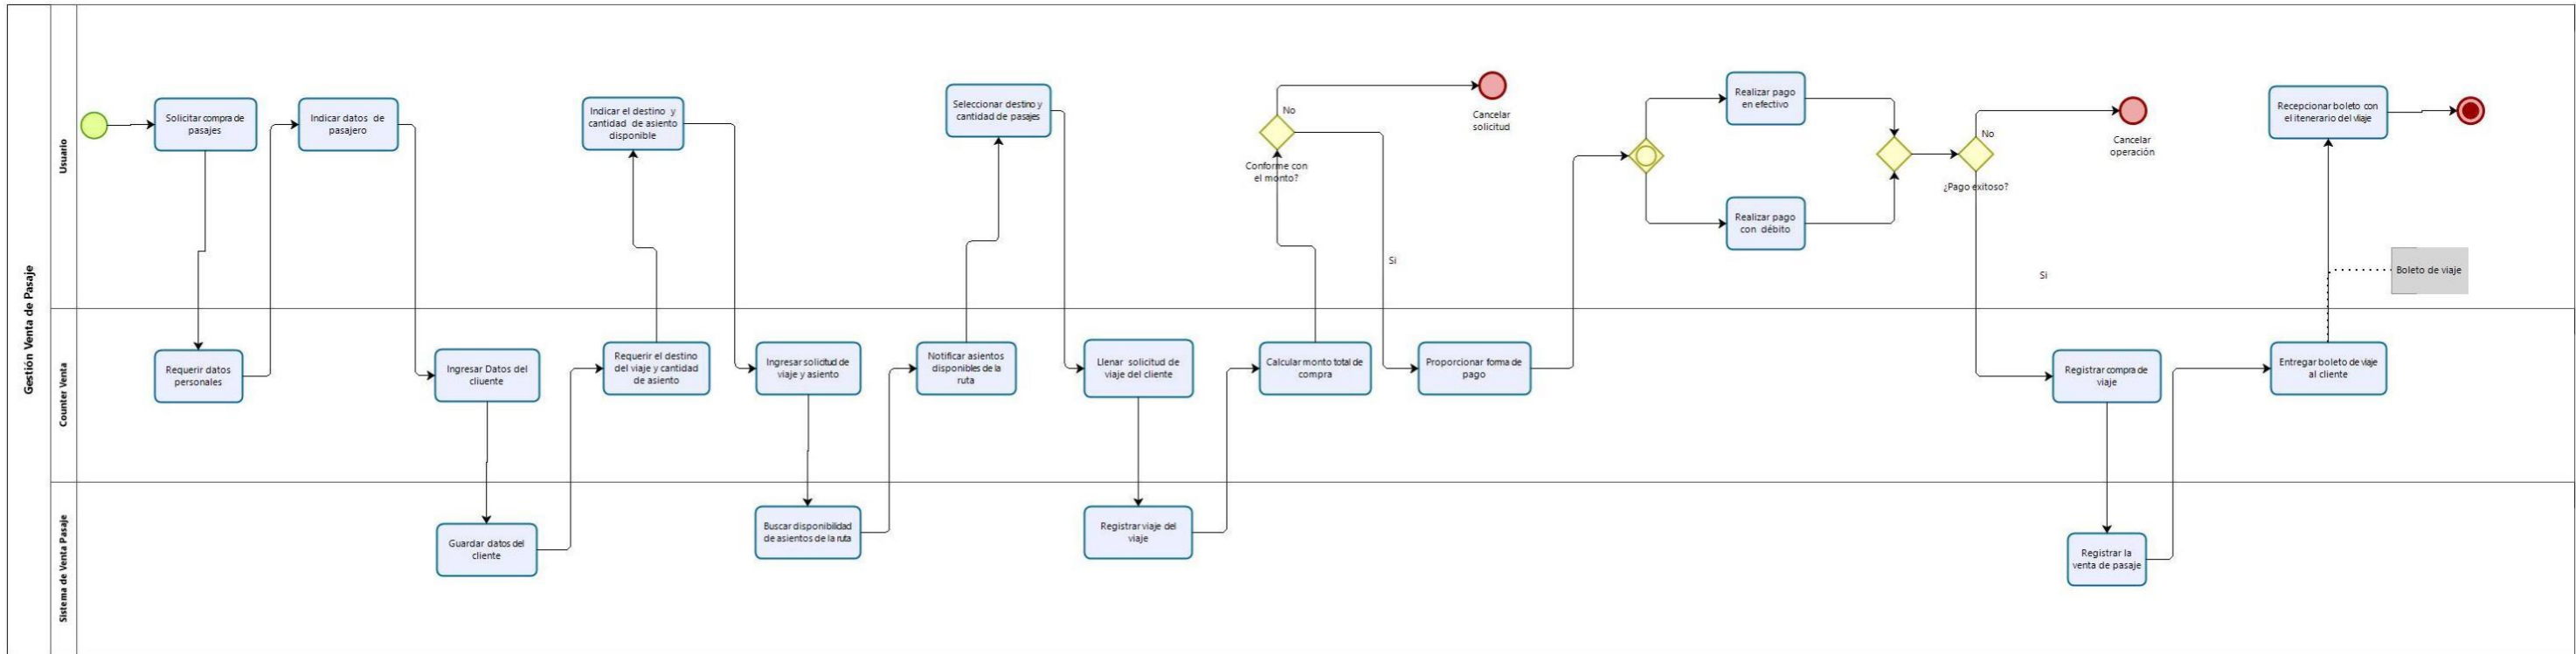 Gestión Venta de Pasaje
Usuario
Solicitar compra de
pasajes
Indicar datos de
pasajero
Indicar el destino y
cantidad de asiento
disponible
Seleccionar destino y
cantidad de pasajes
No
Conforme con
el monto?
Cancelar
solicitud
Si
Realizar pago
en efectivo
Realizar pago
con débito
No
¿Pago exitoso?
Cancelar
operación
Si
Recepcionar boleto con
el itenerario del viaje
Boleto de viaje
Counter Venta
Requerir datos
personales
Ingresar Datos del
cliuente
Requerir el destino
del viaje y cantidad
de asiento
Ingresar solicitud de
viaje y asiento
Notificar asientos
disponibles de la
ruta
Llenar solicitud de
viaje del cliente
Calcular monto total de
compra
Proporcionar forma de
pago
Registrar compra de
viaje
Entregar boleto de viaje
al cliente
Sistema de Venta Pasaje
Guardar datos del
cliente
Buscar disponibilidad
de asientos de la ruta
Registrar viaje del
viaje
Registrar la
venta de pasaje